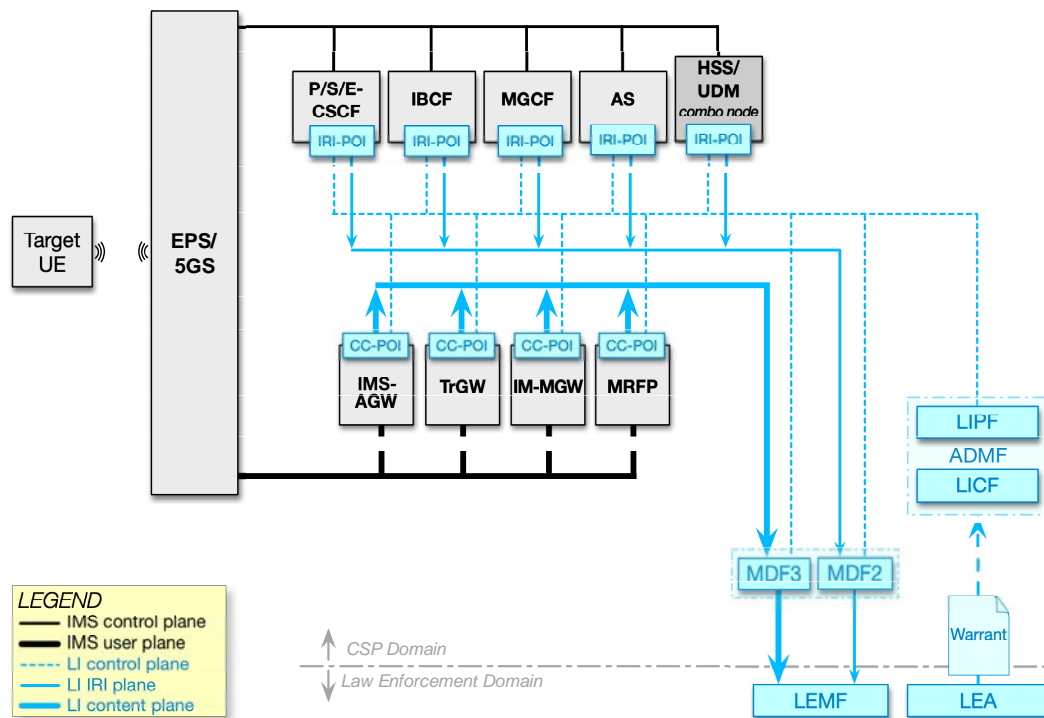 P/S/E-
CSCF
IBCF
MGCF
AS
HSS/
UDM
combo node
IRI-POI
IRI-POI
IRI-POI
IRI-POI
IRI-POI
Target
UE
EPS/
5GS
CC-POI
CC-POI
CC-POI
CC-POI
IMS-
AGW
TrGW
IM-MGW
MRFP
LIPF
ADMF
LICF
MDF3
MDF2
Warrant
LEGEND
IMS control plane
IMS user plane
LI control plane
LI IRI plane
LI content plane
CSP Domain
Law Enforcement Domain
LEMF
LEA